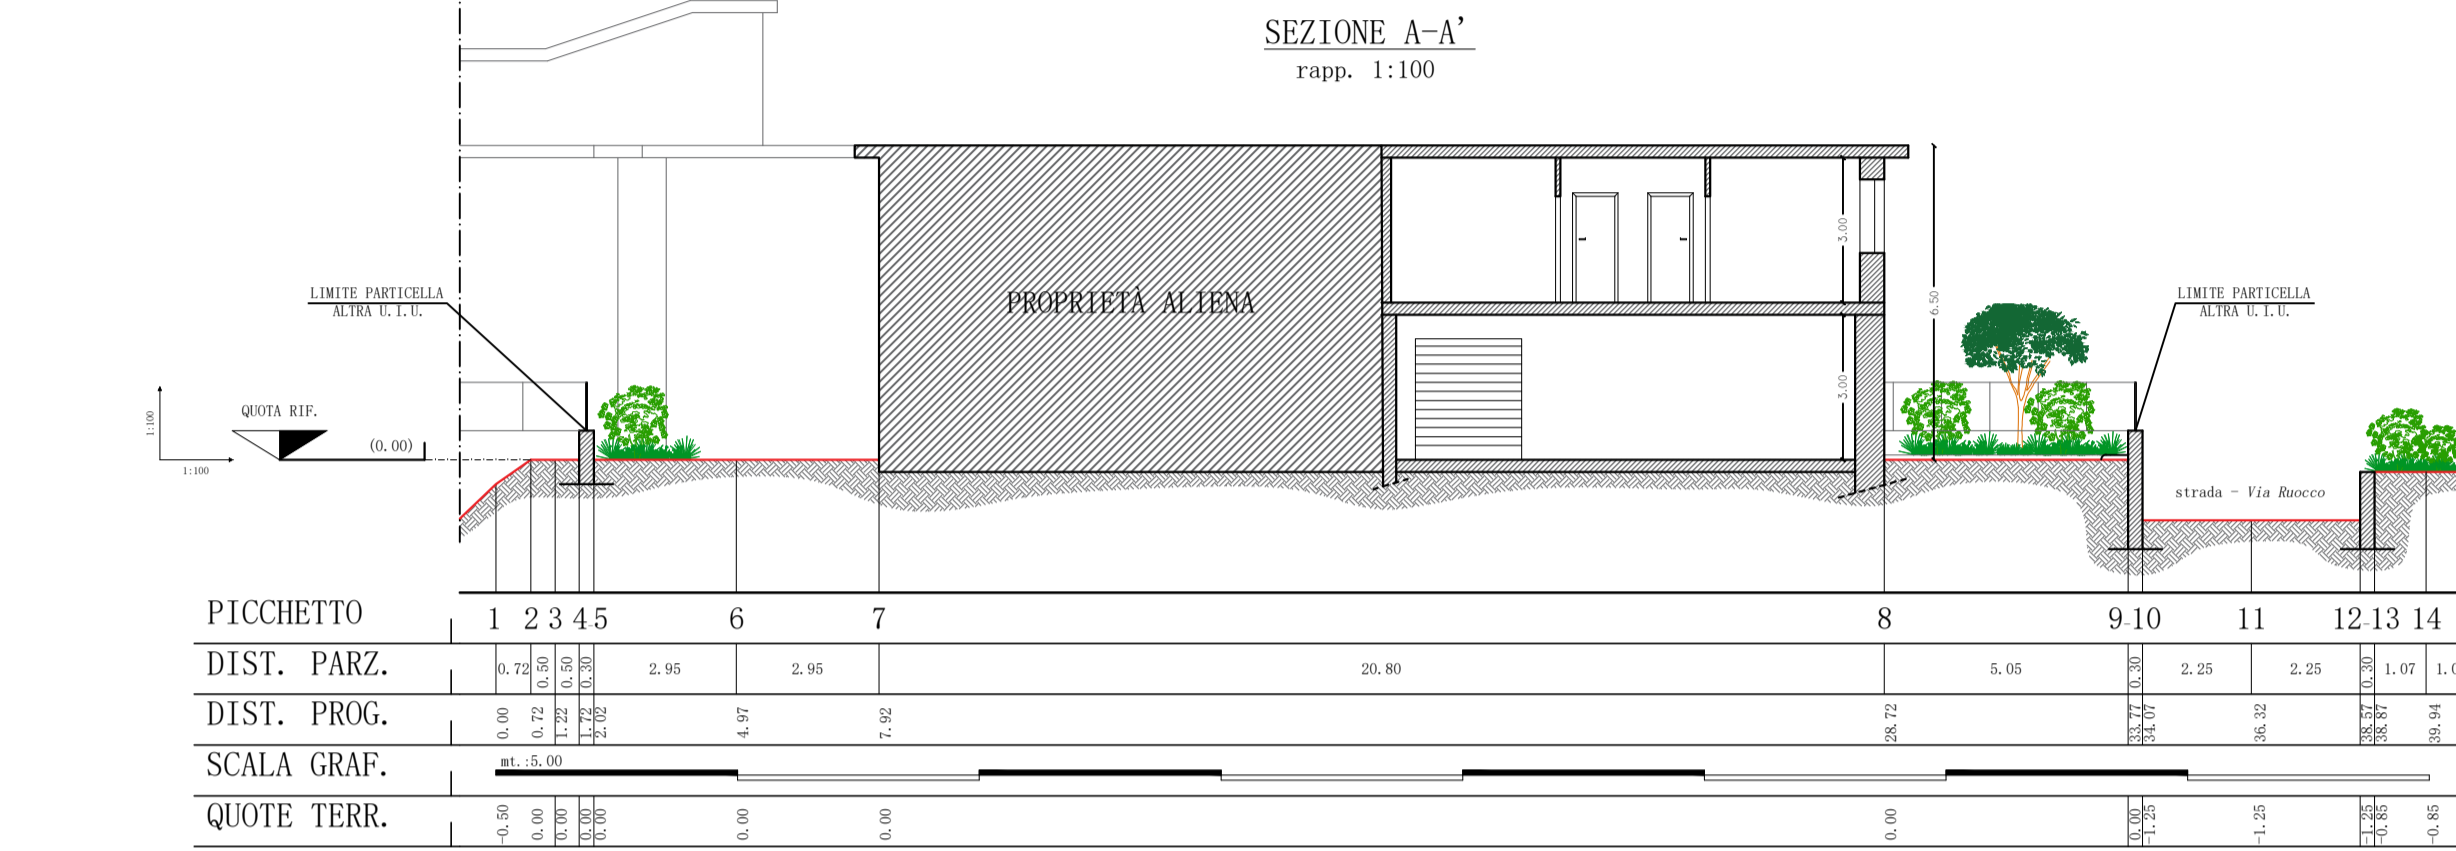 SEZIONE A-A'
rapp. 1:100
PROPRIETÀ ALIENA
3.00
3.00
6.50
LIMITE PARTICELLA
ALTRA U.I.U.
LIMITE PARTICELLA
ALTRA U.I.U.
QUOTA RIF.
(0.00)
1:100
1:100
strada - Via Ruocco
PICCHETTO 1 2 3 4-5 6 7 8 9-10 11 12-13 14
DIST. PARZ. 0.72 0.50 0.50 0.30 2.95 2.95 20.80 5.05 0.30 2.25 2.25 0.30 1.07
DIST. PROG. 0.00 0.72 1.22 1.72 2.02 4.97 7.92 28.72 33.77 34.07 36.32 38.57 38.87 39.94
SCALA GRAF. mt.:5.00
QUOTE TERR. -0.50 0.00 0.00 0.00 0.00 0.00 0.00 0.00 0.00 -1.25 -1.25 -1.25 -0.85 -0.85